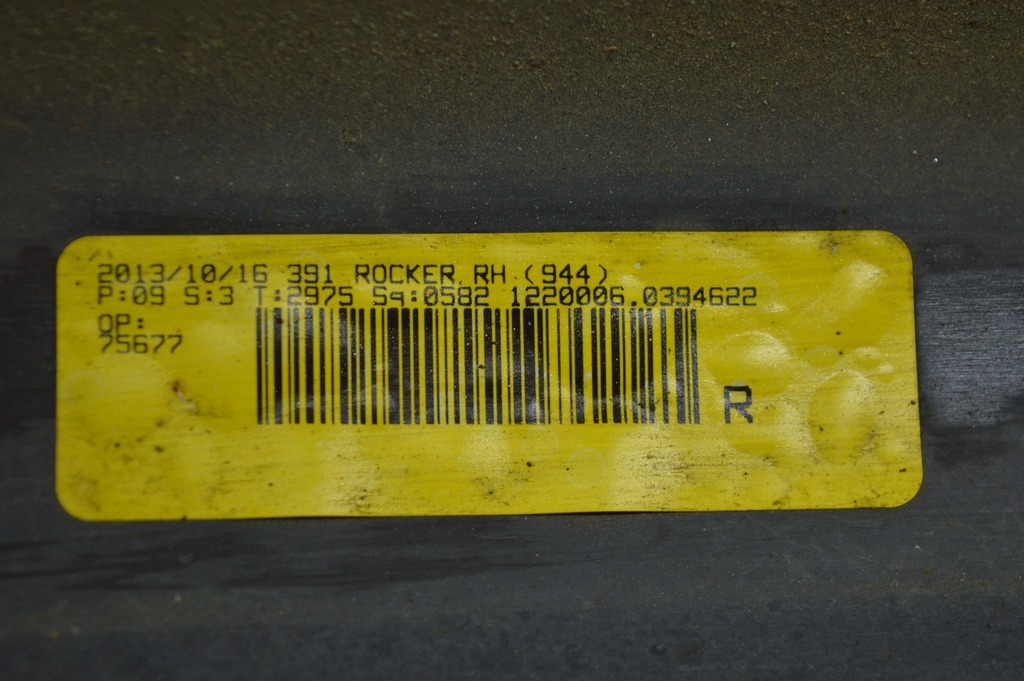 2013/10/16 391 ROCKER RH (944)
P:09 S:3 T:2975 Sq:0582 1220006.0394622
OP:
75677
R